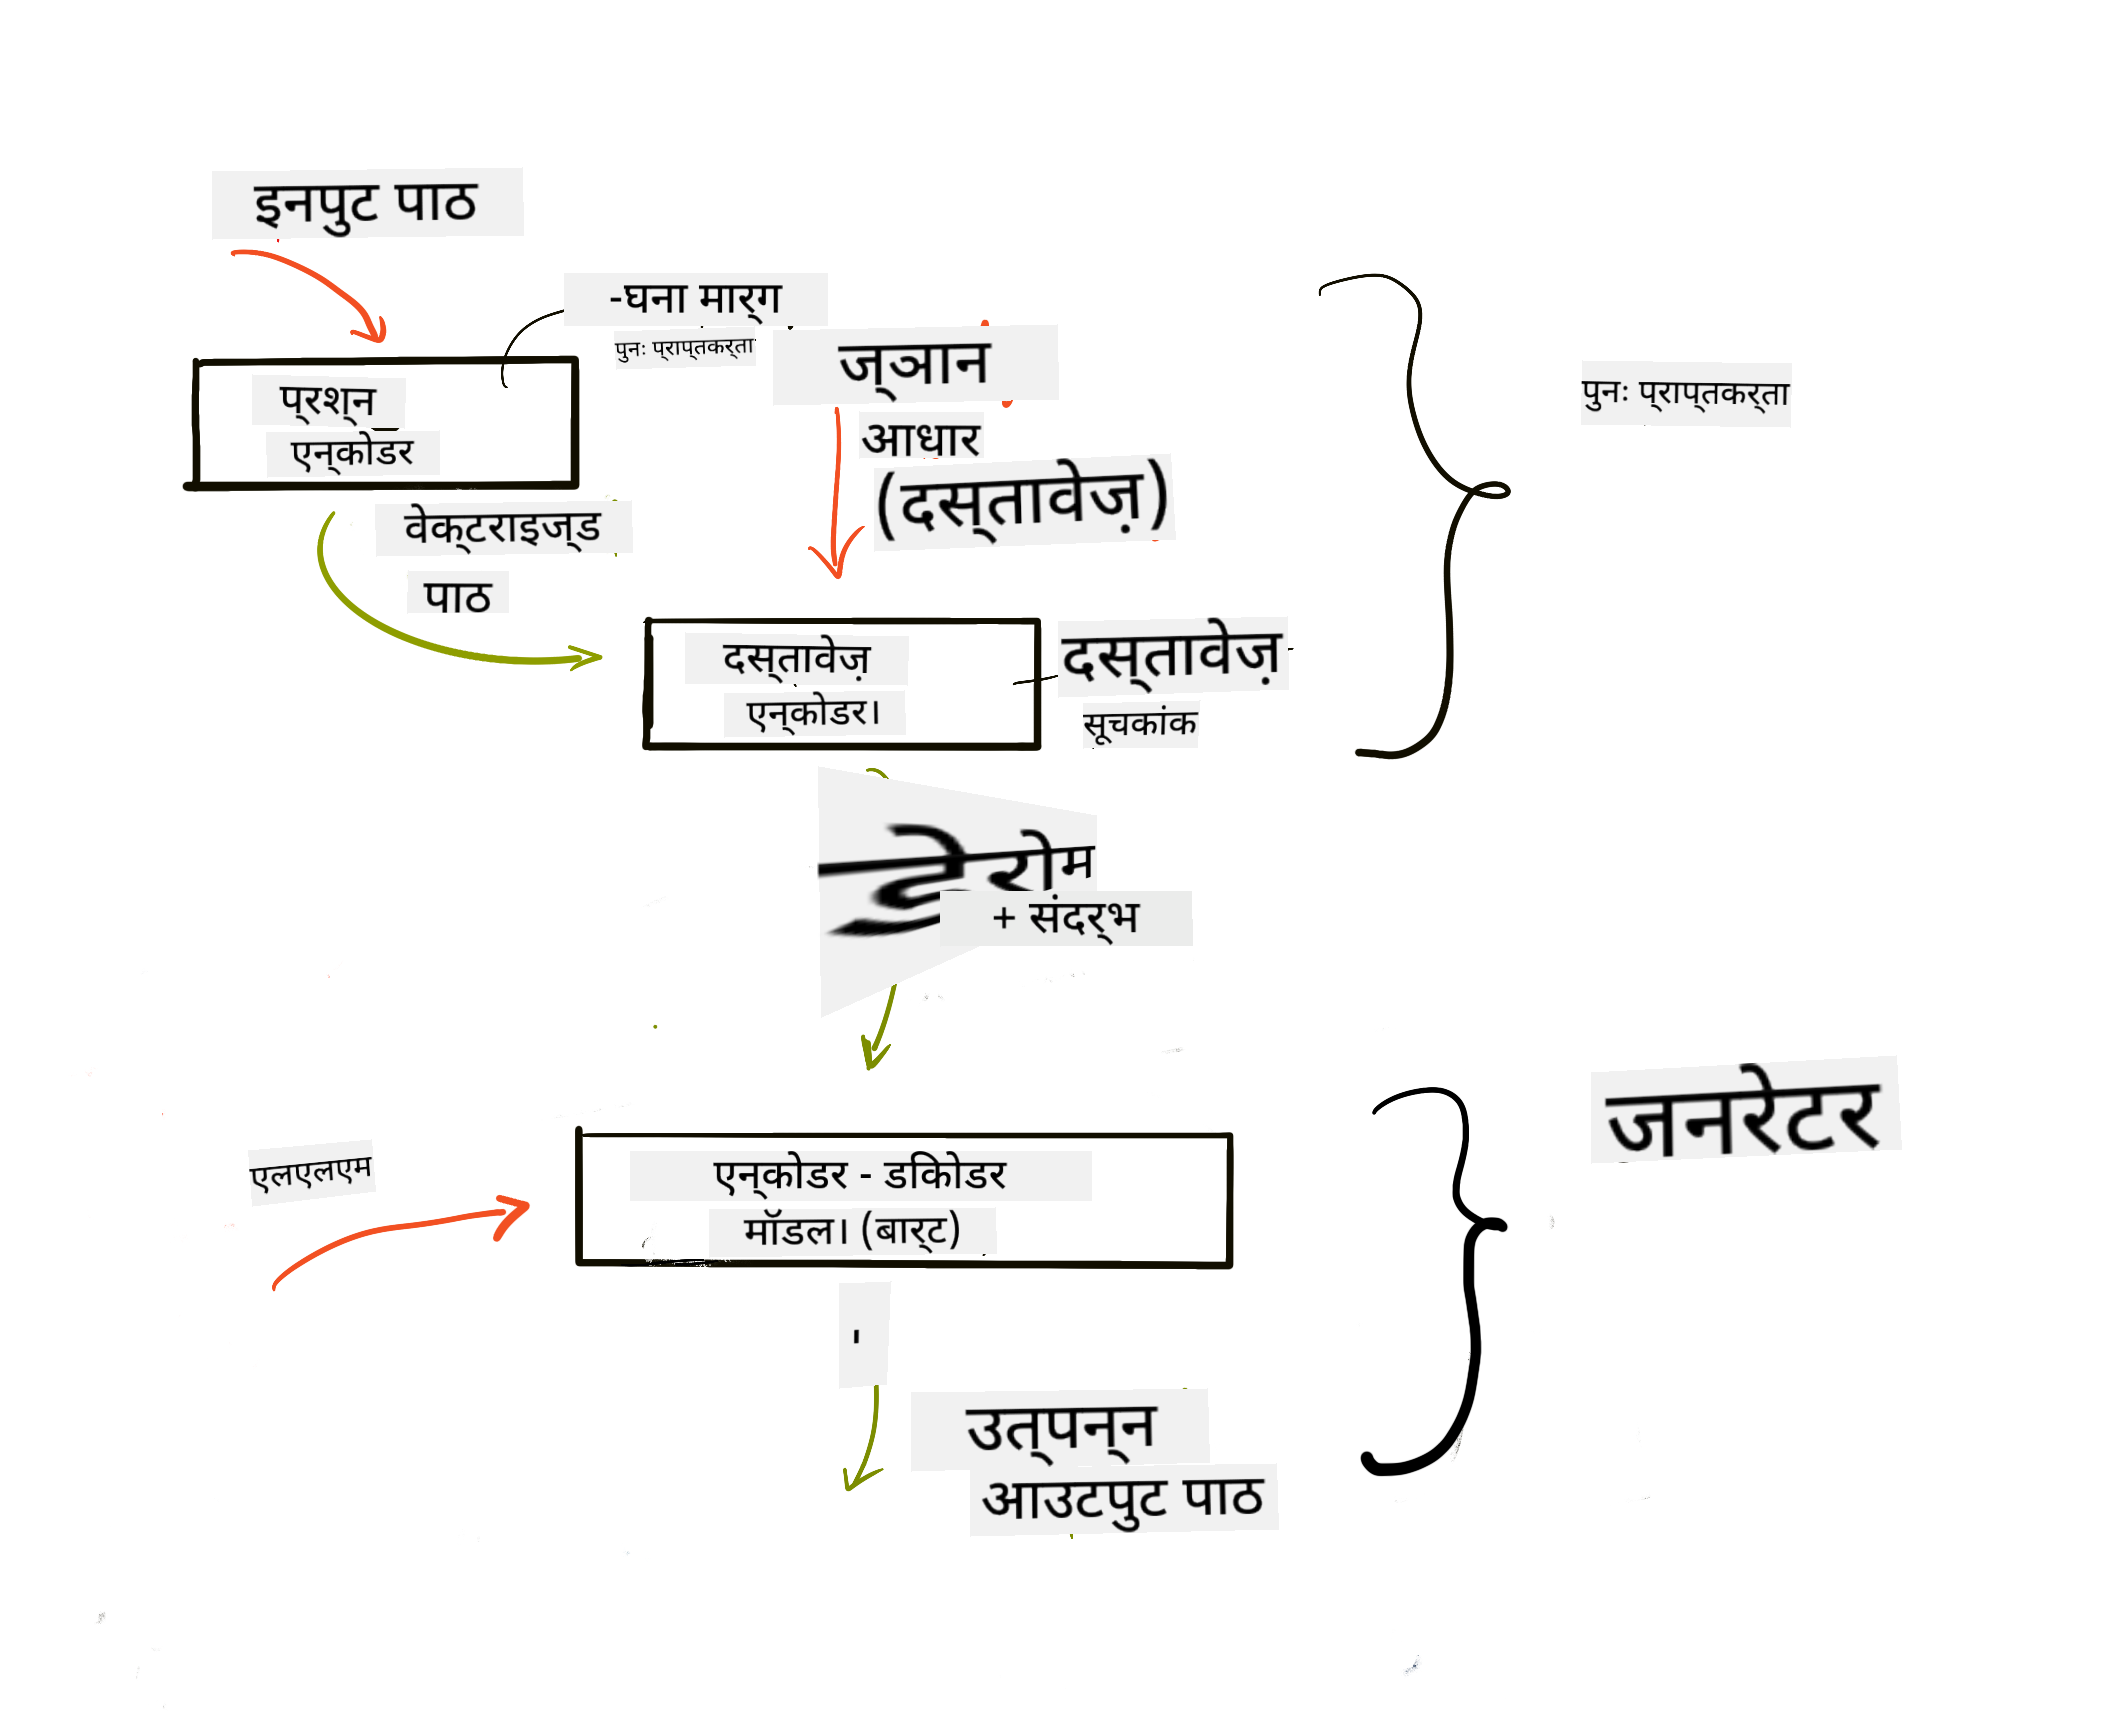 इनपुट पाठ
-घना मार्ग
पुनः प्राप्तकर्ता
प्रश्न
एन्कोडर
ज्ञान
आधार
(दस्तावेज़)
पुनः प्राप्तकर्ता
वेक्टराइज्ड
पाठ
दस्तावेज़
एन्कोडर।
दस्तावेज़
सूचकांक
+ संदर्भ
जनरेटर
एलएलएम
एन्कोडर - डिकोडर
मॉडल। (बार्ट)
'
उत्पन्न
आउटपुट पाठ